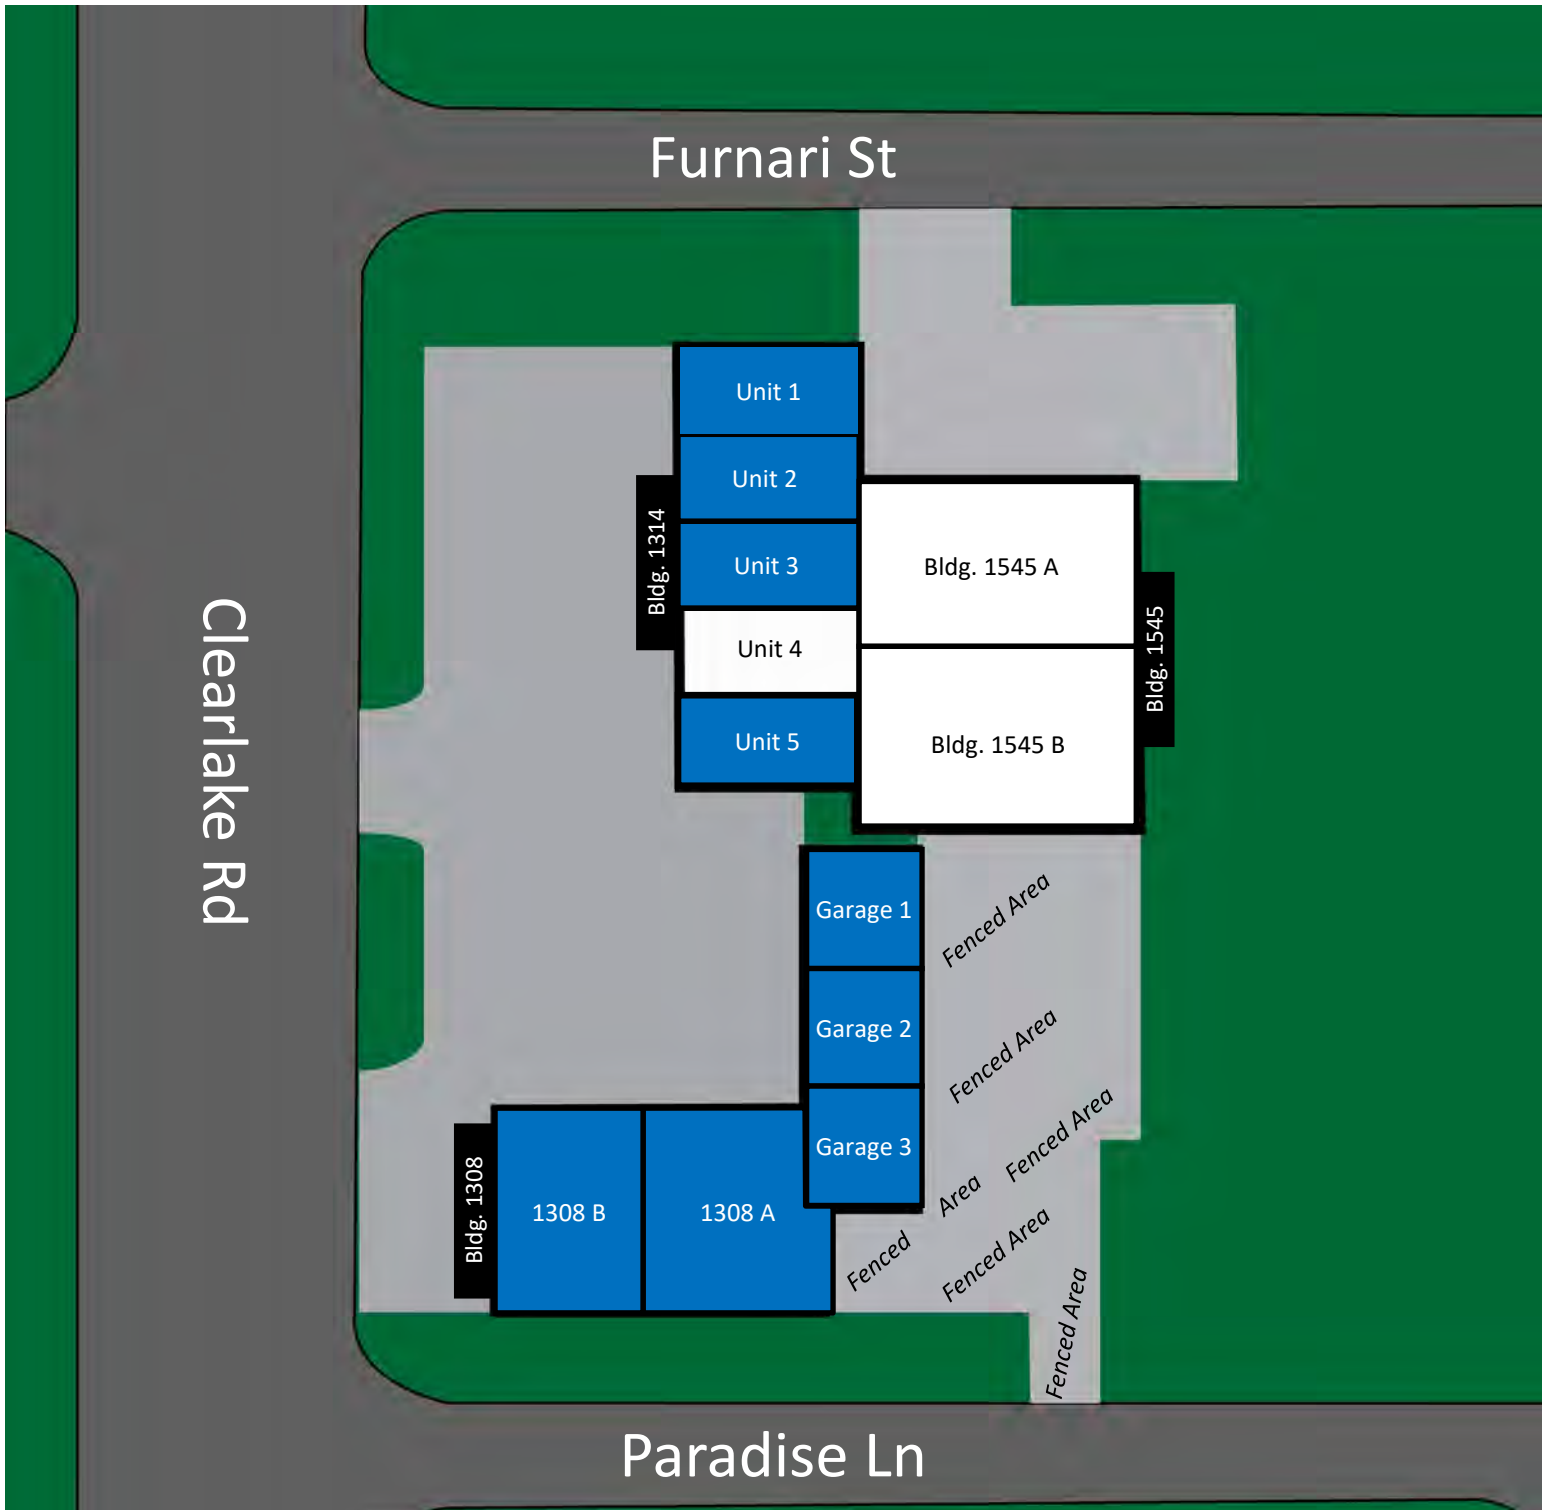 Furnari St
Unit 1
Unit 2
Bldg. 1314
Unit 3
Bldg. 1545 A
Unit 4
Bldg. 1545
Unit 5
Bldg. 1545 B
Clearlake Rd
Garage 1
Fenced Area
Garage 2
Fenced Area
Garage 3
Fenced Area
Bldg. 1308
1308 B
1308 A
Fenced Area
Fenced Area
Fenced Area
Paradise Ln